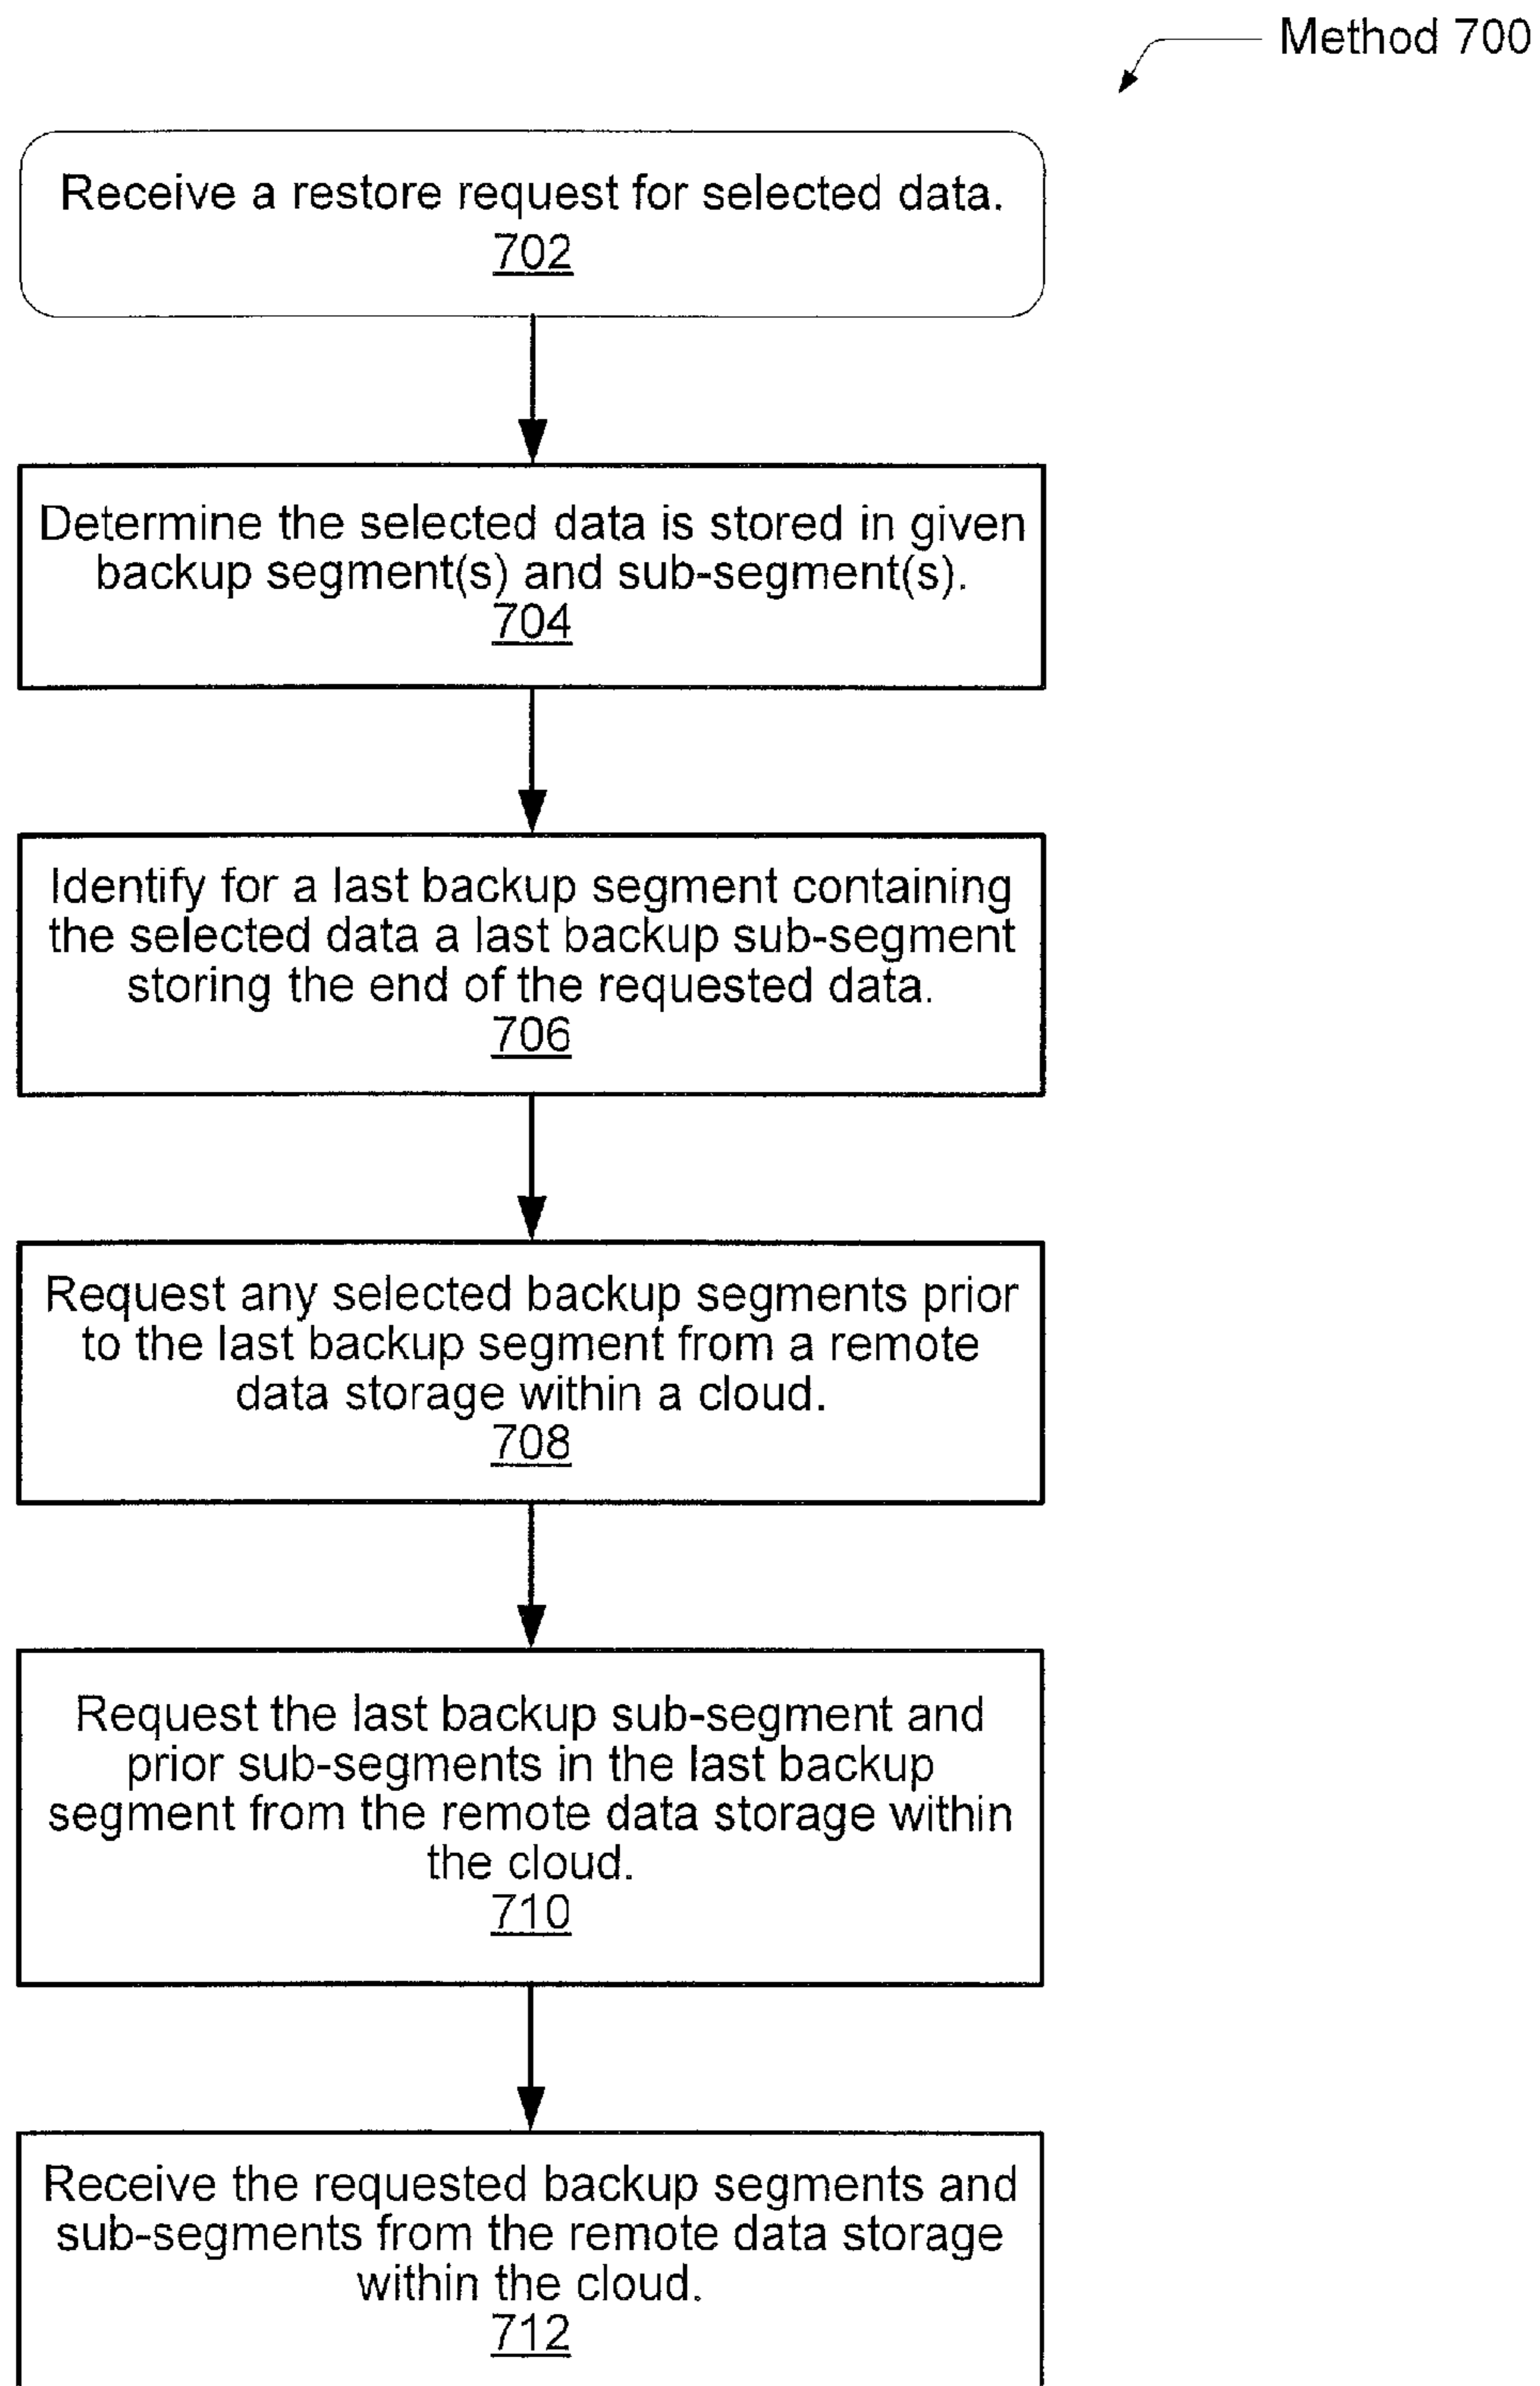 Method 700
Receive a restore request for selected data.
702
Determine the selected data is stored in given
backup segment(s) and sub-segment(s).
704
Identify for a last backup segment containing
the selected data a last backup sub-segment
storing the end of the requested data.
706
Request any selected backup segments prior
to the last backup segment from a remote
data storage within a cloud.
708
Request the last backup sub-segment and
prior sub-segments in the last backup
segment from the remote data storage within
the cloud.
710
Receive the requested backup segments and
sub-segments from the remote data storage
within the cloud.
712